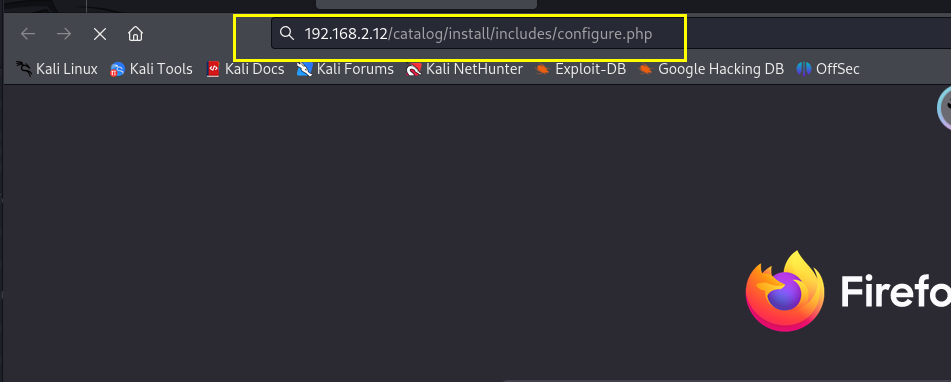 192.168.2.12/catalog/install/includes/configure.php
Kali Linux Kali Tools Kali Docs Kali Forums Kali NetHunter Exploit-DB Google Hacking DB OffSec
Firefo